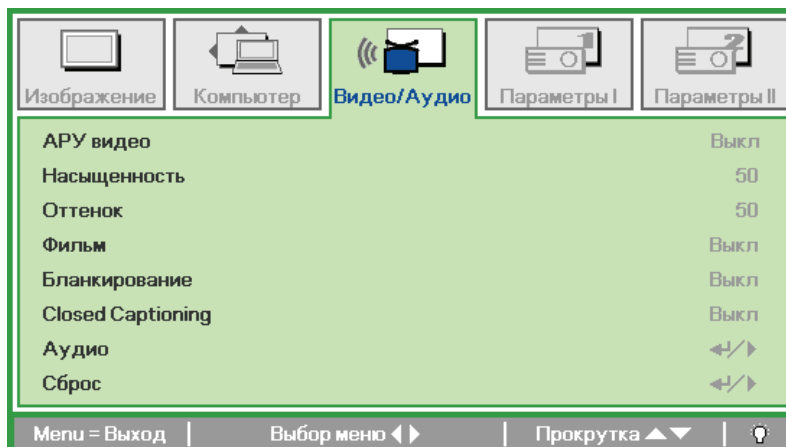 Изображение Компьютер Видео/Аудио Параметры I Параметры II
АРУ видео Выкл
Насыщенность 50
Оттенок 50
Фильм Выкл
Бланкирование Выкл
Closed Captioning Выкл
Аудио
Сброс
Menu = Выход Выбор меню Прокрутка